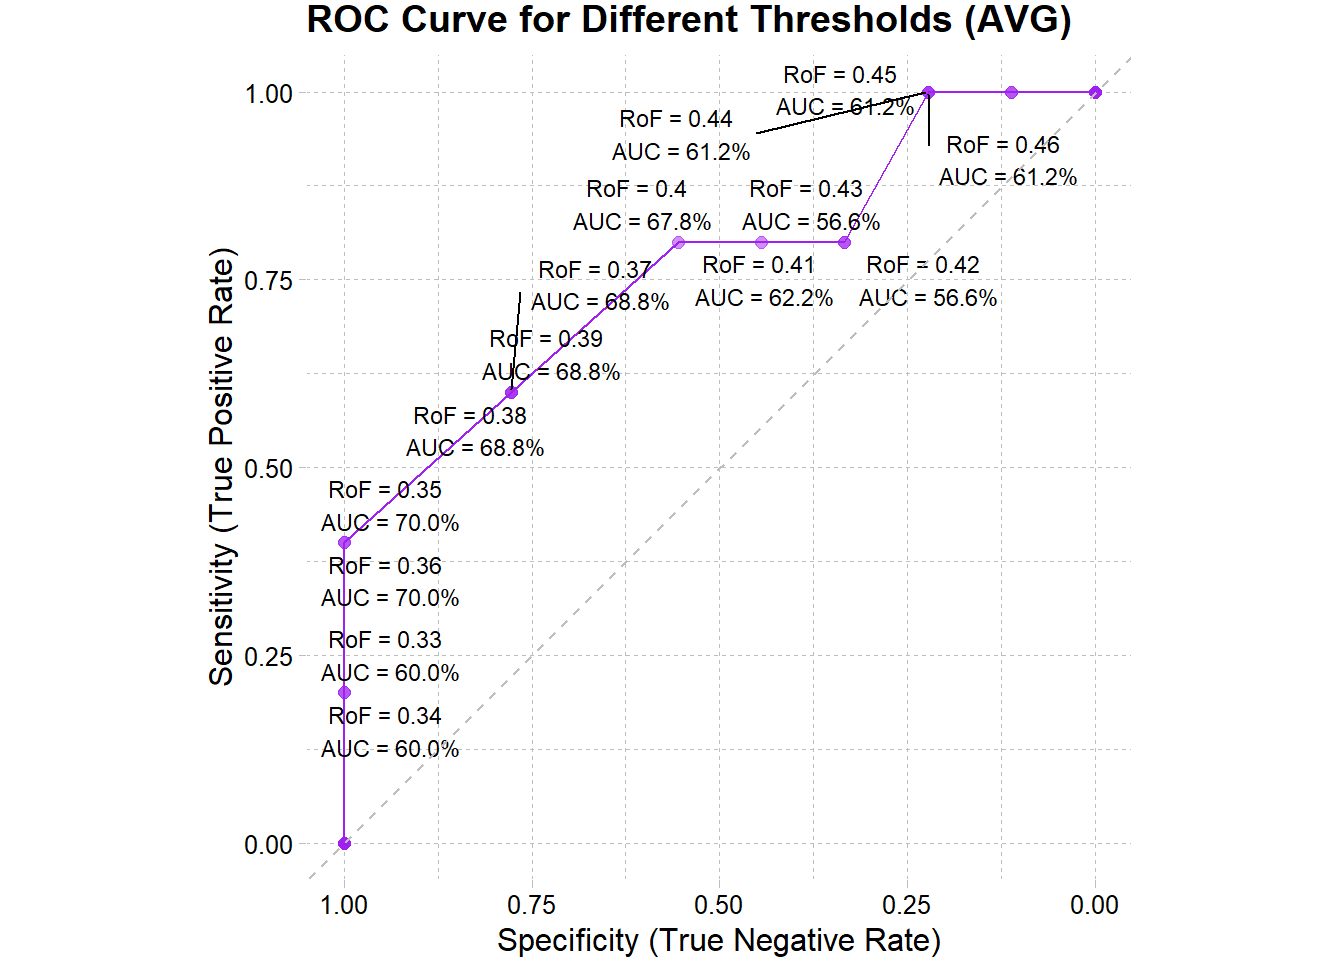 ROC Curve for Different Thresholds (AVG)
RoF = 0.45
AUC = 61.2%
RoF = 0.44
AUC = 61.2%
RoF = 0.46
AUC = 61.2%
RoF = 0.4
AUC = 67.8%
RoF = 0.43
AUC = 56.6%
RoF = 0.37
AUC = 68.8%
RoF = 0.41
AUC = 62.2%
RoF = 0.42
AUC = 56.6%
RoF = 0.39
AUC = 68.8%
RoF = 0.38
AUC = 68.8%
RoF = 0.35
AUC = 70.0%
RoF = 0.36
AUC = 70.0%
RoF = 0.33
AUC = 60.0%
RoF = 0.34
AUC = 60.0%
1.00
0.75
0.50
0.25
0.00
Sensitivity (True Positive Rate)
1.00
0.75
0.50
0.25
0.00
Specificity (True Negative Rate)